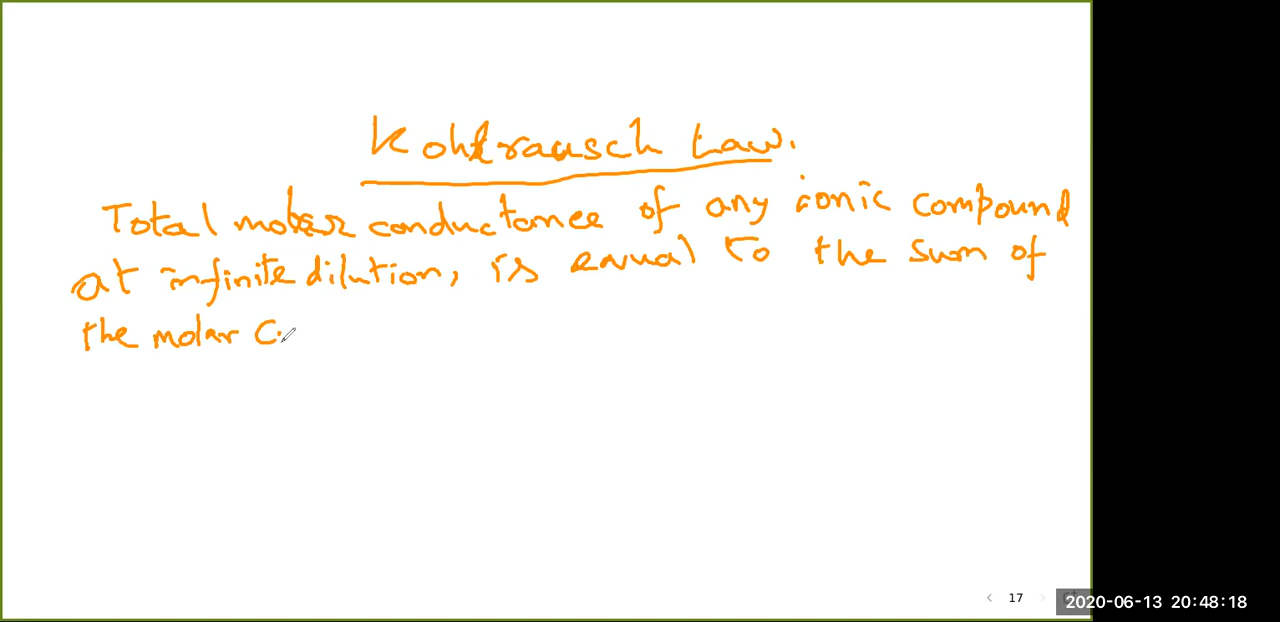 Kohlrausch Law.
Total molar conductance of any ionic compound
at infinite dilution, is equal to the sum of
the molar C
17
2020-06-13 20:48:18